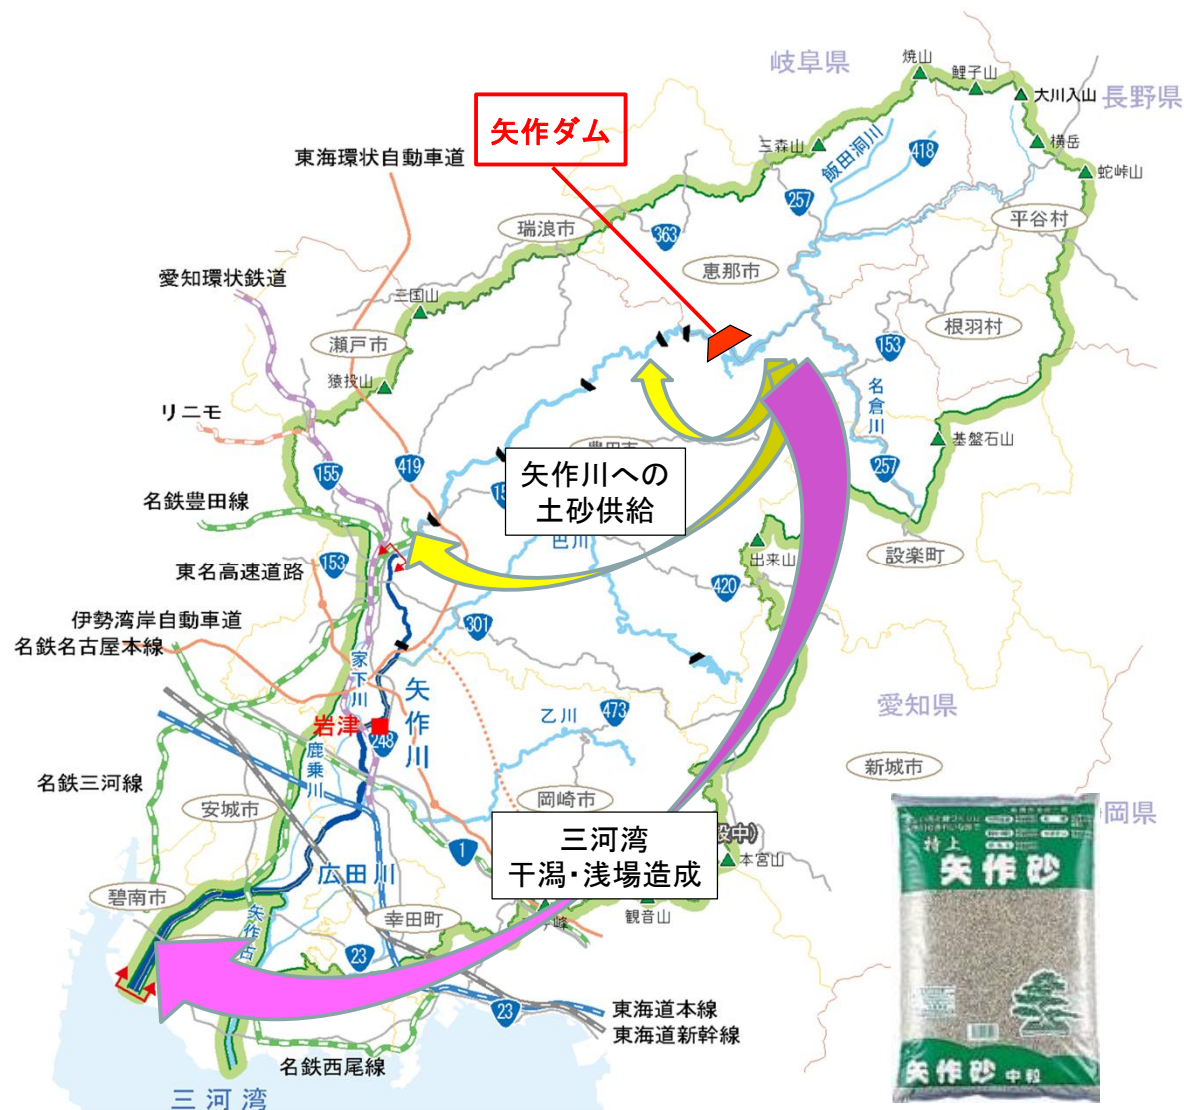 岐阜県
焼山
鯉子山
大川入山
長野県
矢作ダム
三森山
飯田洞川
418
横岳
蛇峠山
東海環状自動車道
257
平谷村
瑞浪市
363
恵那市
愛知環状鉄道
三国山
根羽村
瀬戸市
153
猿投山
名倉川
リニモ
豊田市
基盤石山
155
419
矢作川への
土砂供給
257
名鉄豊田線
巴川
出来山
設楽町
東名高速道路
153
420
伊勢湾岸自動車道
301
名鉄名古屋本線
家下川
矢作川
愛知県
岩津
248
乙川
473
鹿乗川
新城市
名鉄三河線
安城市
岡崎市
岡県
三河湾
干潟・浅場造成
設中)
本宮山
1
特上
矢作砂
広田川
碧南市
幸田町
矢作古
峰
観音山
23
23
東海道本線
東海道新幹線
名鉄西尾線
三河湾
矢作砂 中粒